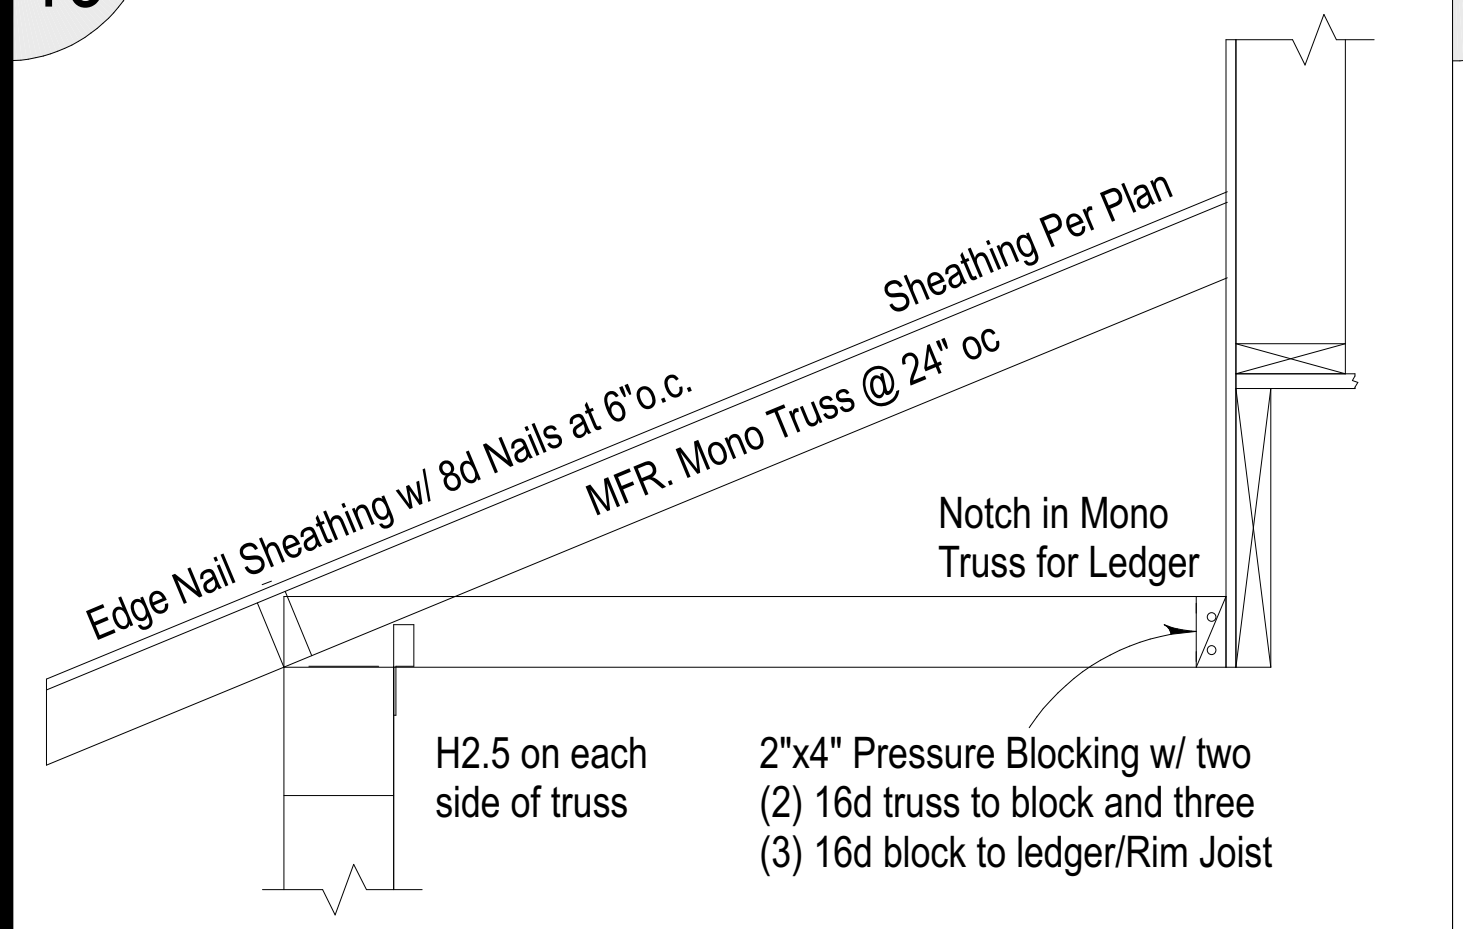 Sheathing Per Plan
Edge Nail Sheathing w/ 8d Nails at 6"o.c.
MFR. Mono Truss @ 24" oc
Notch in Mono
Truss for Ledger
H2.5 on each
side of truss
2"x4" Pressure Blocking w/ two
(2) 16d truss to block and three
(3) 16d block to ledger/Rim Joist